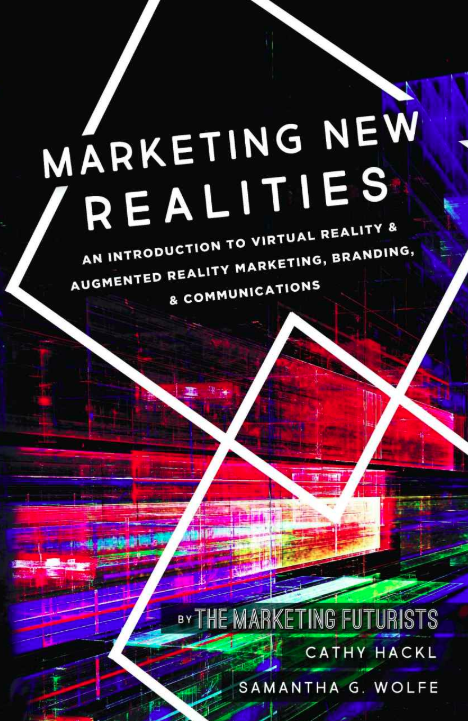 MARKETING NEW
REALITIES
AN INTRODUCTION TO VIRTUAL REALITY &
AUGMENTED REALITY MARKETING, BRANDING,
& COMMUNICATIONS
BY THE MARKETING FUTURISTS
CATHY HACKL
SAMANTHA G. WOLFE